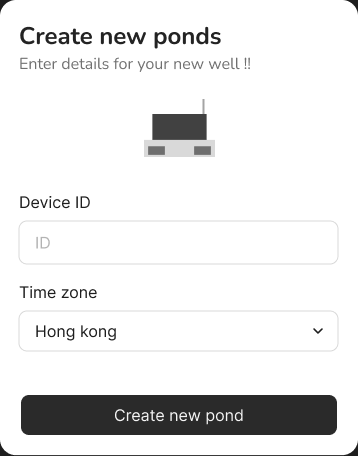 Create new ponds
Enter details for your new well !!
Device ID
ID
Time zone
Hong kong
Create new pond